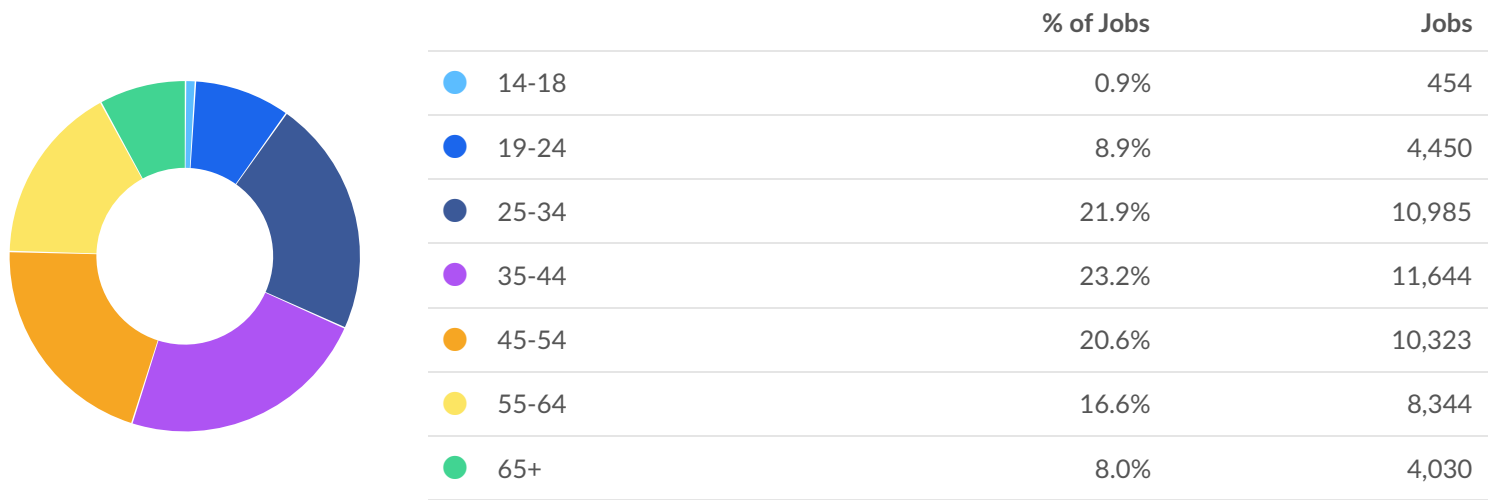 % of Jobs Jobs
14-18 0.9% 454
19-24 8.9% 4,450
25-34 21.9% 10,985
35-44 23.2% 11,644
45-54 20.6% 10,323
55-64 16.6% 8,344
65+ 8.0% 4,030